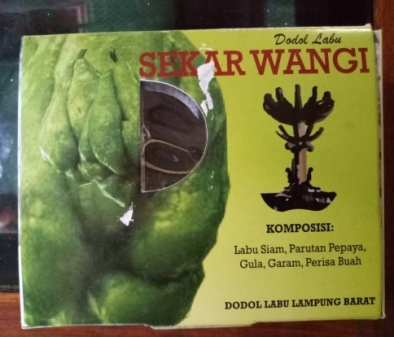 Dodol Labu
SEKAR WANGI
KOMPOSISI:
Labu Siam, Parutan Pepaya,
Gula, Garam, Perisa Buah
DODOL LABU LAMPUNG BARAT